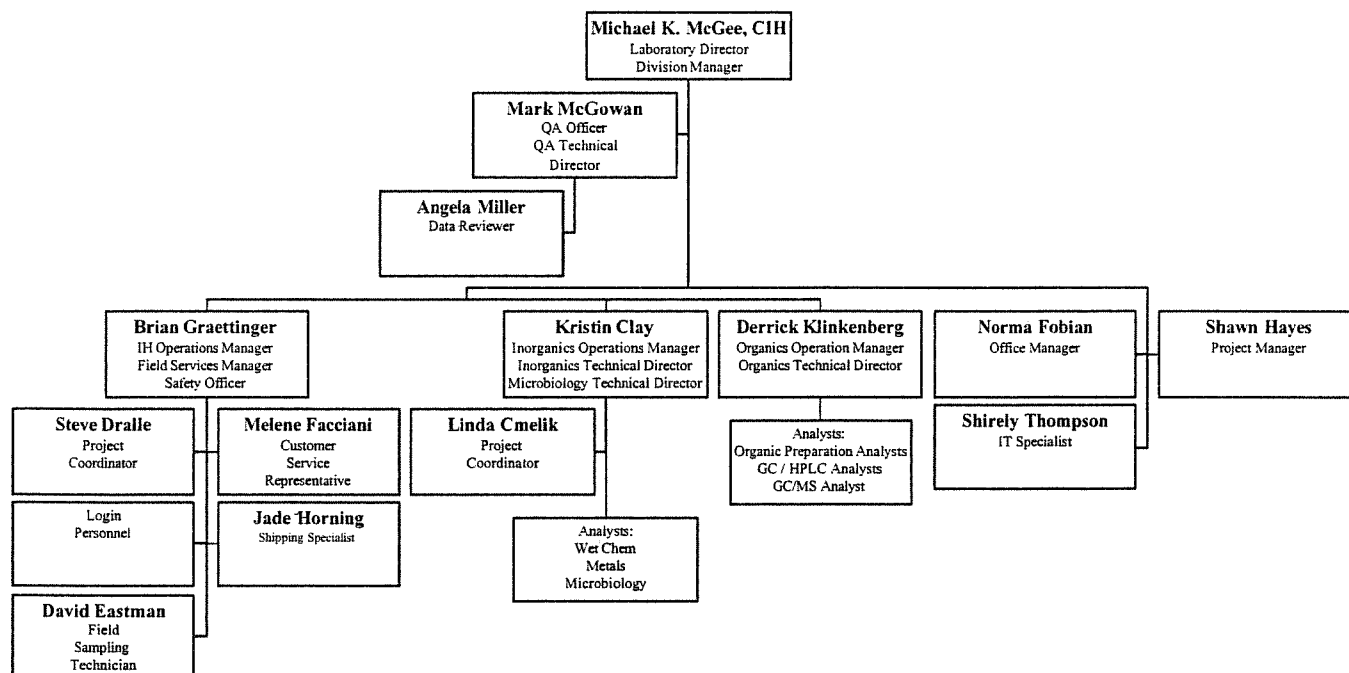 Michael K. McGee, CIH
Laboratory Director
Division Manager
Mark McGowan
QA Officer
QA Technical
Director
Angela Miller
Data Reviewer
Brian Graettinger
IH Operations Manager
Field Services Manager
Safety Officer
Kristin Clay
Inorganics Operations Manager
Inorganics Technical Director
Microbiology Technical Director
Derrick Klinkenberg
Organics Operation Manager
Organics Technical Director
Norma Fobian
Office Manager
Shawn Hayes
Project Manager
Steve Dralle
Project
Coordinator
Melene Facciani
Customer
Service
Representative
Linda Cmelik
Project
Coordinator
Analysts:
Organic Preparation Analysts
GC / HPLC Analysts
GC/MS Analyst
Shirely Thompson
IT Specialist
Login
Personnel
Jade Horning
Shipping Specialist
Analysts:
Wet Chem
Metals
Microbiology
David Eastman
Field
Sampling
Technician